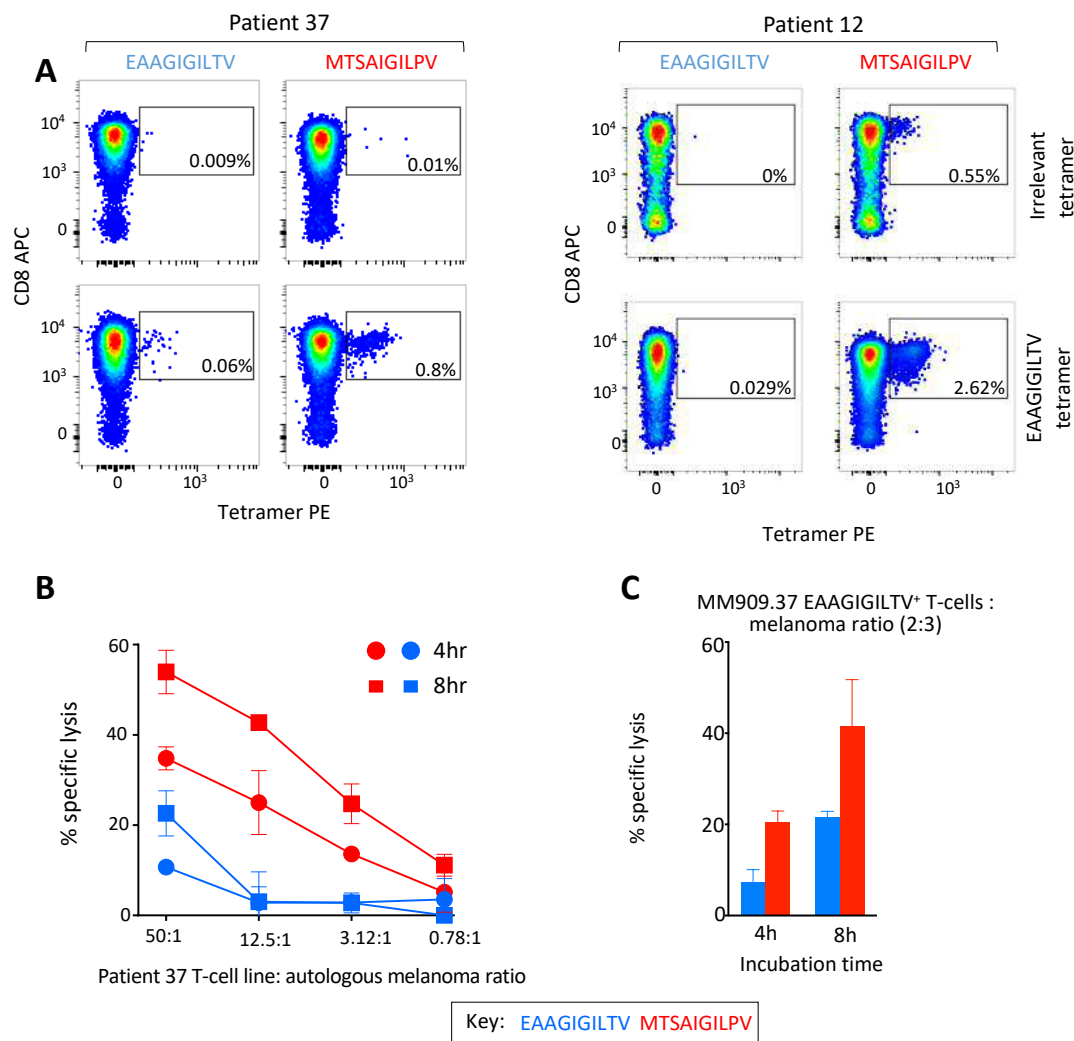 Patient 37
Patient 12
A
EAAGIGILTV
MTSAIGILPV
EAAGIGILTV
MTSAIGILPV
10⁴
10³
0
0.009%
0.01%
10⁴
10³
0
0%
0.55%
Irrelevant
tetramer
CD8 APC
CD8 APC
10⁴
10³
0
0.06%
0.8%
10⁴
10³
0
0.029%
2.62%
EAAGIGILTV
tetramer
0
10³
0
10³
0
10³
0
10³
Tetramer PE
Tetramer PE
B
60
40
20
0
% specific lysis
4hr
8hr
50:1
12.5:1
3.12:1
0.78:1
Patient 37 T-cell line: autologous melanoma ratio
C
MM909.37 EAAGIGILTV⁺ T-cells :
melanoma ratio (2:3)
60
40
20
0
% specific lysis
4h
8h
Incubation time
Key: EAAGIGILTV MTSAIGILPV